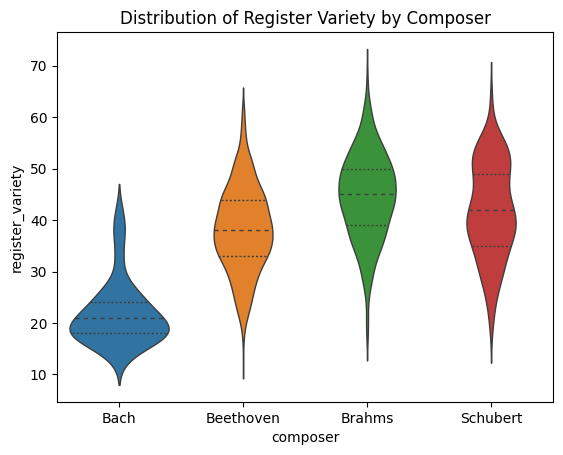 Distribution of Register Variety by Composer
register_variety
70
60
50
40
30
20
10
Bach
Beethoven
Brahms
Schubert
composer